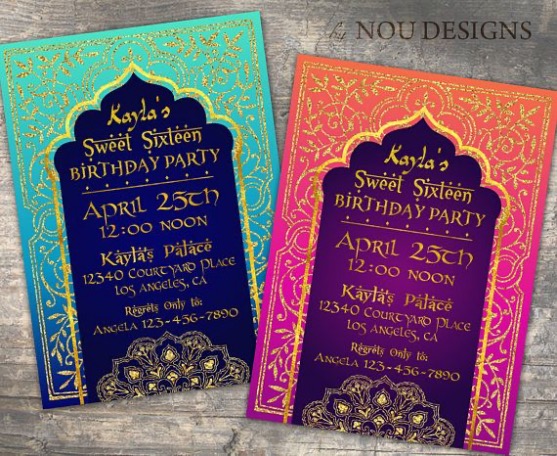 by NOU DESIGNS
Kayla's
Sweet Sixteen
BIRTHDAY PARTY
April 25th
12:00 NOON
Kayla's Palace
12340 Courtyard Place
Los Angeles, CA
Regrets Only to:
Angela 123-456-7890
Kayla's
Sweet Sixteen
BIRTHDAY PARTY
April 25th
12:00 NOON
Kayla's Palace
12340 Courtyard Place
Los Angeles, CA
Regrets Only to:
Angela 123-456-7890